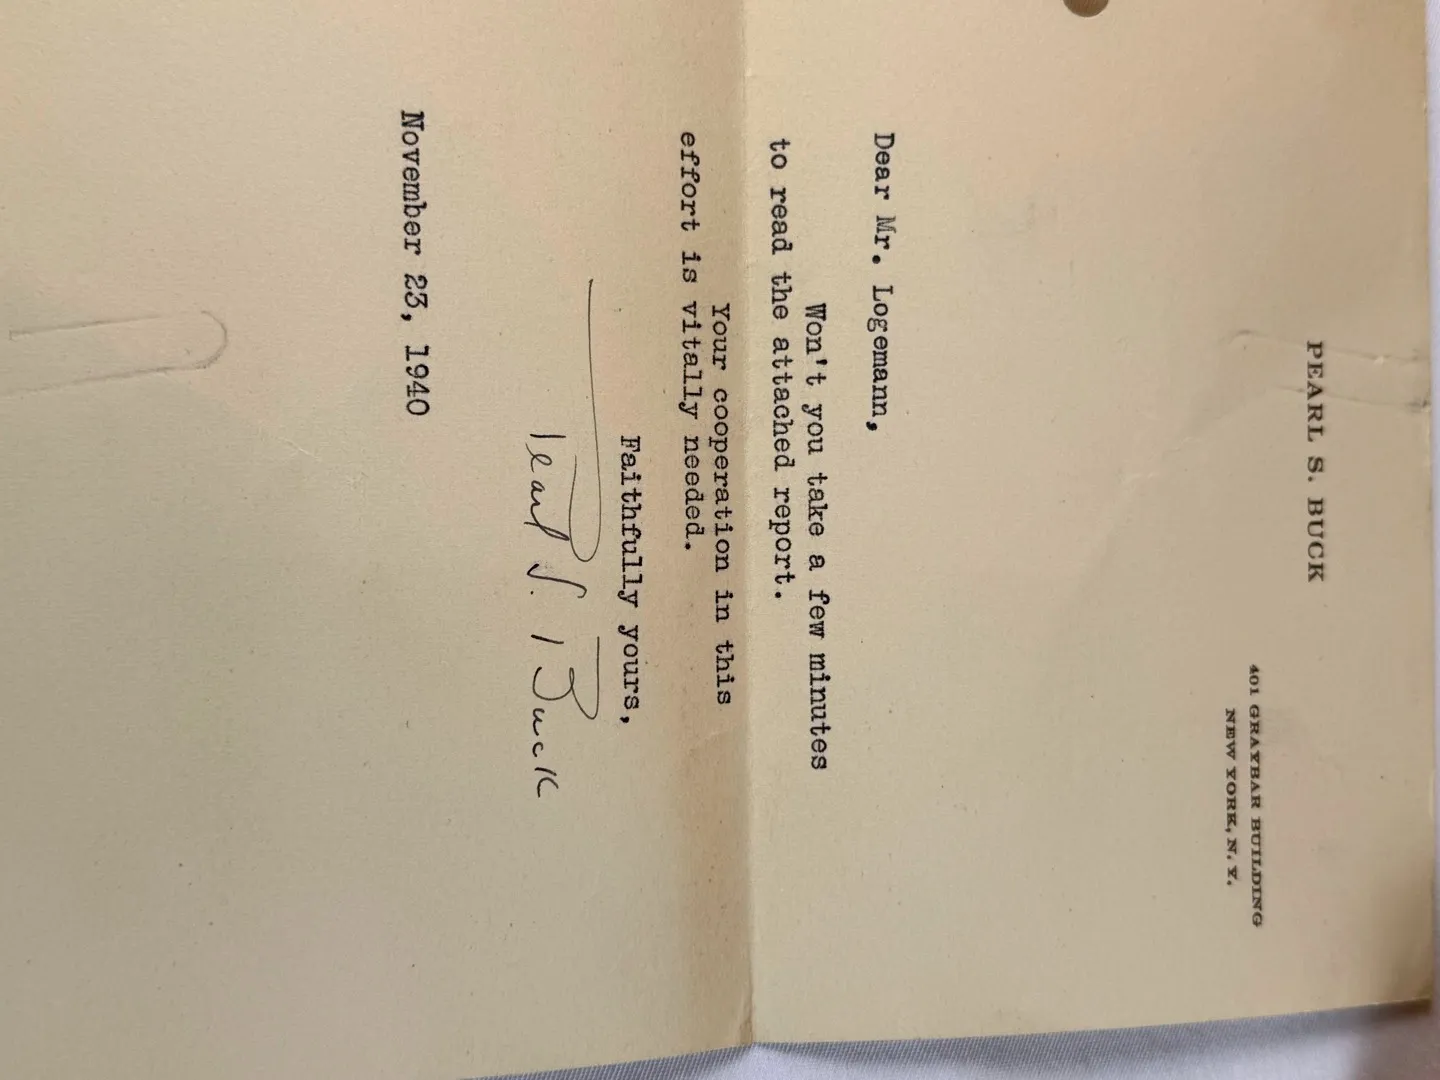 PEARL S. BUCK
401 GRAYBAR BUILDING
NEW YORK, N. Y.
Dear Mr. Logemann,
Won't you take a few minutes
to read the attached report.
Your cooperation in this
effort is vitally needed.
Faithfully yours,
Pearl S. Buck
November 23, 1940